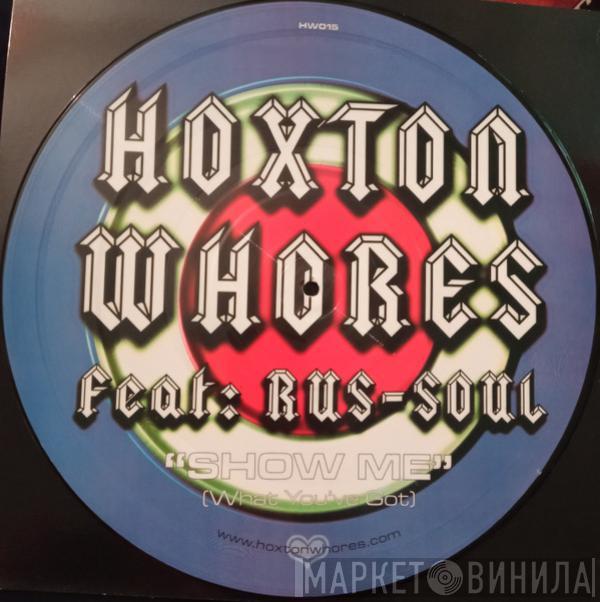 HW015
HOXTON
WHORES
Feat: RUS-SOUL
"SHOW ME"
(What You've Got)
www.hoxtonwhores.com
МАРКЕТ ВИНИЛА